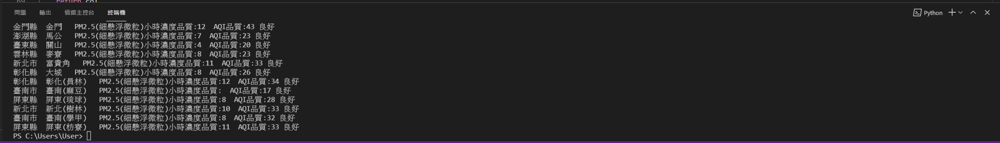 69 return col
問題 輸出 偵錯主控台 終端機 Python
金門縣 金門 PM2.5(細懸浮微粒)小時濃度品質:12 AQI品質:43 良好
澎湖縣 馬公 PM2.5(細懸浮微粒)小時濃度品質:7 AQI品質:23 良好
臺東縣 關山 PM2.5(細懸浮微粒)小時濃度品質:4 AQI品質:20 良好
雲林縣 麥寮 PM2.5(細懸浮微粒)小時濃度品質:8 AQI品質:23 良好
新北市 富貴角 PM2.5(細懸浮微粒)小時濃度品質:11 AQI品質:33 良好
彰化縣 大城 PM2.5(細懸浮微粒)小時濃度品質:8 AQI品質:26 良好
彰化縣 彰化(員林) PM2.5(細懸浮微粒)小時濃度品質:12 AQI品質:34 良好
臺南市 臺南(麻豆) PM2.5(細懸浮微粒)小時濃度品質: AQI品質:17 良好
屏東縣 屏東(琉球) PM2.5(細懸浮微粒)小時濃度品質:8 AQI品質:28 良好
新北市 新北(樹林) PM2.5(細懸浮微粒)小時濃度品質:10 AQI品質:33 良好
臺南市 臺南(學甲) PM2.5(細懸浮微粒)小時濃度品質:8 AQI品質:32 良好
屏東縣 屏東(枋寮) PM2.5(細懸浮微粒)小時濃度品質:11 AQI品質:33 良好
PS C:\Users\User>